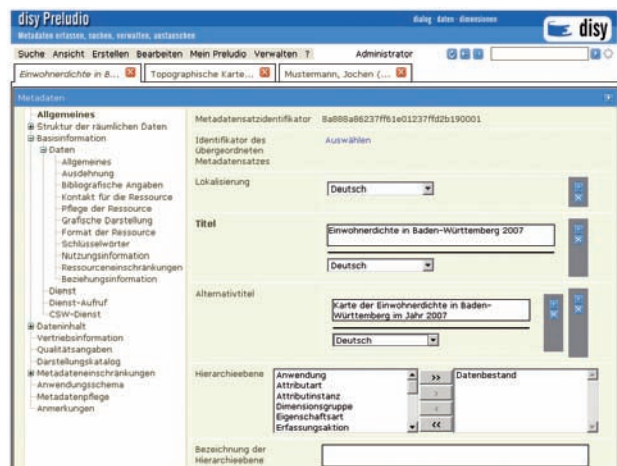 disy Preludio
Metadaten erfassen, suchen, verwalten, austauschen
dialog · daten · dimensionen
disy
Suche Ansicht Erstellen Bearbeiten Mein Preludio Verwalten ? Administrator
Einwohnerdichte in B... Topographische Karte... Mustermann, Jochen (...
Metadaten
Allgemeines
Struktur der räumlichen Daten
Basisinformation
Daten
Allgemeines
Ausdehnung
Bibliografische Angaben
Kontakt für die Ressource
Pflege der Ressource
Grafische Darstellung
Format der Ressource
Schlüsselwörter
Nutzungsinformation
Ressourceneinschränkungen
Beziehungsinformation
Dienst
Dienst-Aufruf
CSW-Dienst
Dateninhalt
Vertriebsinformation
Qualitätsangaben
Darstellungskatalog
Metadateneinschränkungen
Anwendungsschema
Metadatenpflege
Anmerkungen
Metadatensatzidentifikator 8a888a86237ff61e01237ffd2b190001
Identifikator des übergeordneten Metadatensatzes Auswählen
Lokalisierung Deutsch
Titel
Einwohnerdichte in Baden-Württemberg 2007
Deutsch
Alternativtitel
Karte der Einwohnerdichte in Baden-
Württemberg im Jahr 2007
Deutsch
Hierarchieebene
Anwendung
Attributart
Attributinstanz
Dimensionsgruppe
Eigenschaftsart
Erfassungsaktion
>>
>
<
<<
Datenbestand
Bezeichnung der
Hierarchieebene